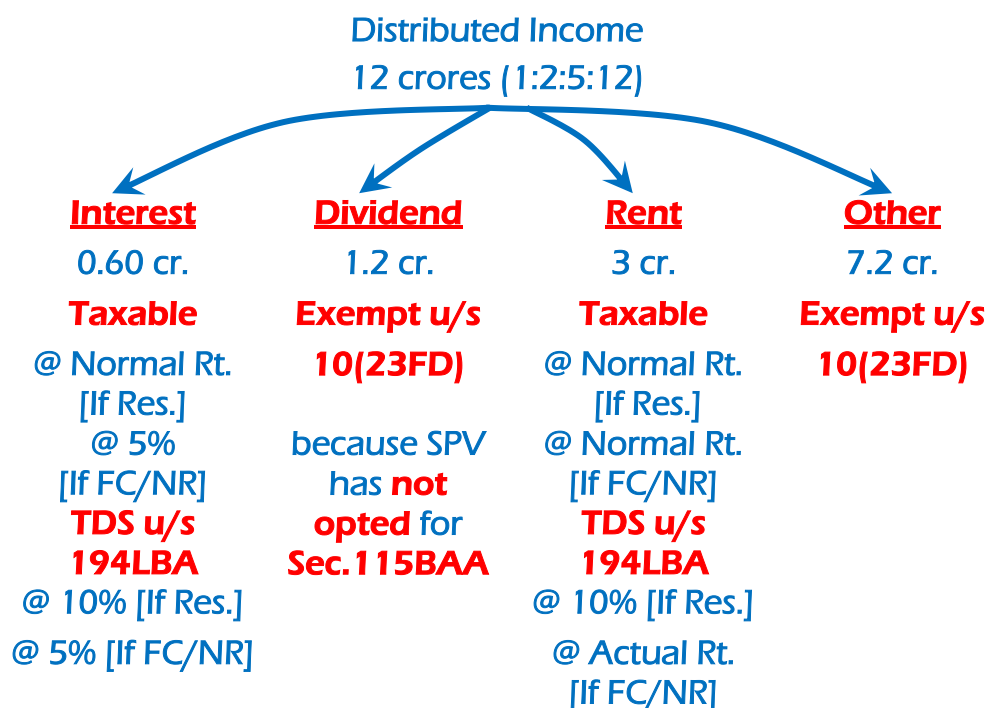 Distributed Income
12 crores (1:2:5:12)
Interest
0.60 cr.
Taxable
@ Normal Rt.
[If Res.]
@ 5%
[If FC/NR]
TDS u/s
194LBA
@ 10% [If Res.]
@ 5% [If FC/NR]
Dividend
1.2 cr.
Exempt u/s
10(23FD)
because SPV
has not
opted for
Sec.115BAA
Rent
3 cr.
Taxable
@ Normal Rt.
[If Res.]
@ Normal Rt.
[If FC/NR]
TDS u/s
194LBA
@ 10% [If Res.]
@ Actual Rt.
[If FC/NR]
Other
7.2 cr.
Exempt u/s
10(23FD)